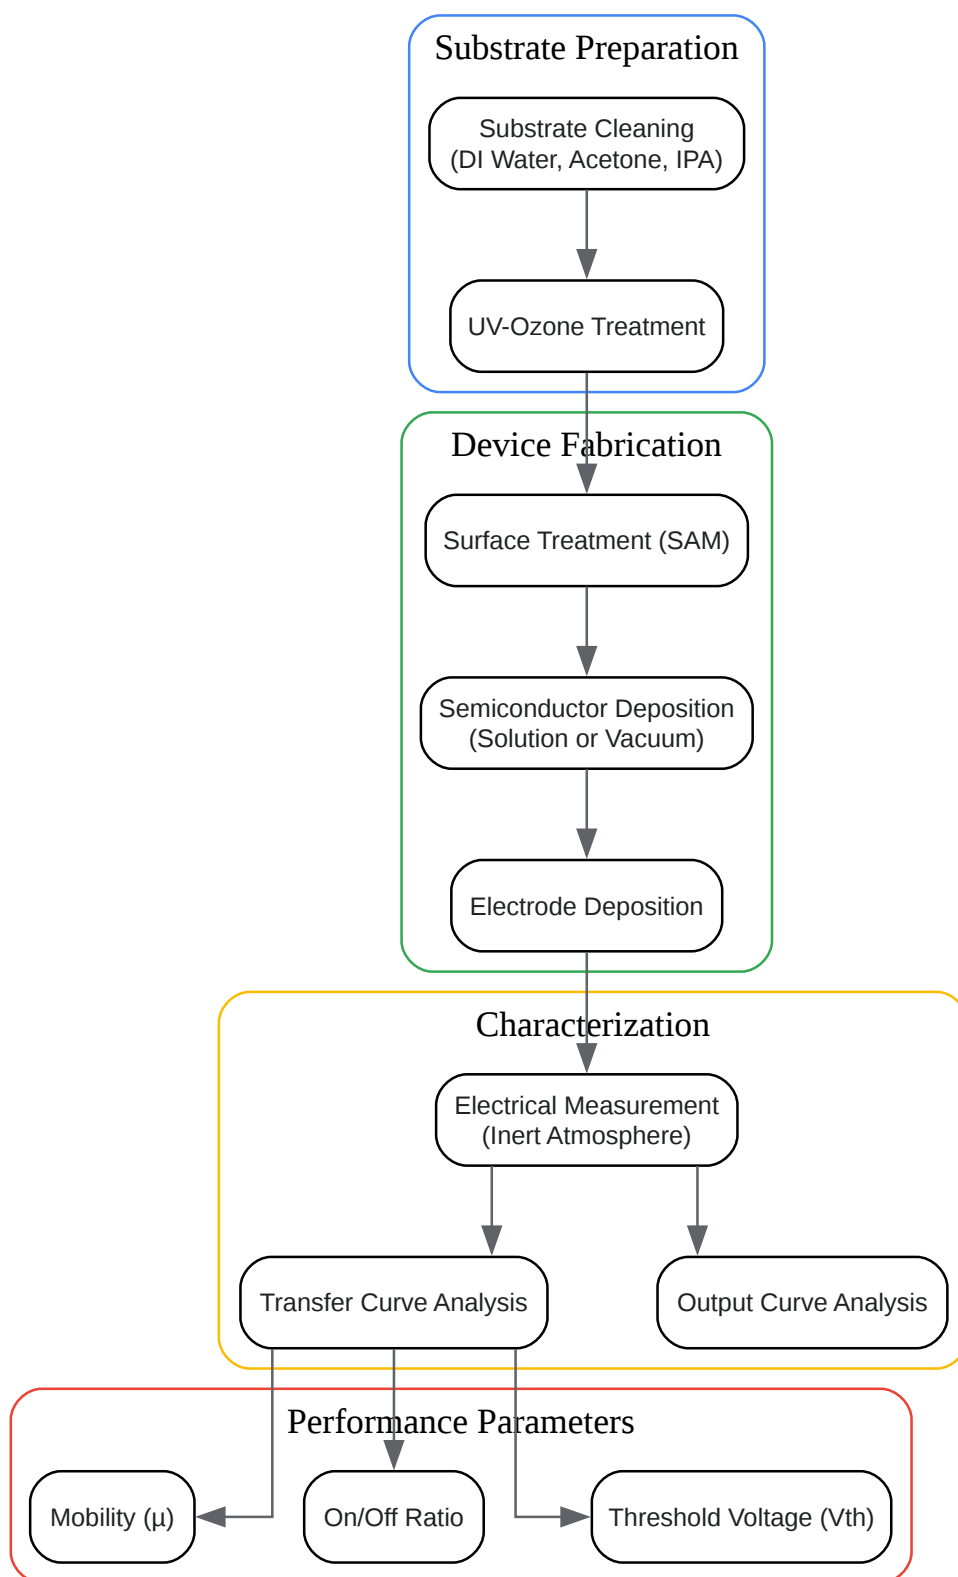 Substrate Preparation
Substrate Cleaning
(DI Water, Acetone, IPA)
UV-Ozone Treatment
Device Fabrication
Surface Treatment (SAM)
Semiconductor Deposition
(Solution or Vacuum)
Electrode Deposition
Characterization
Electrical Measurement
(Inert Atmosphere)
Transfer Curve Analysis
Output Curve Analysis
Performance Parameters
Mobility (μ)
On/Off Ratio
Threshold Voltage (Vth)